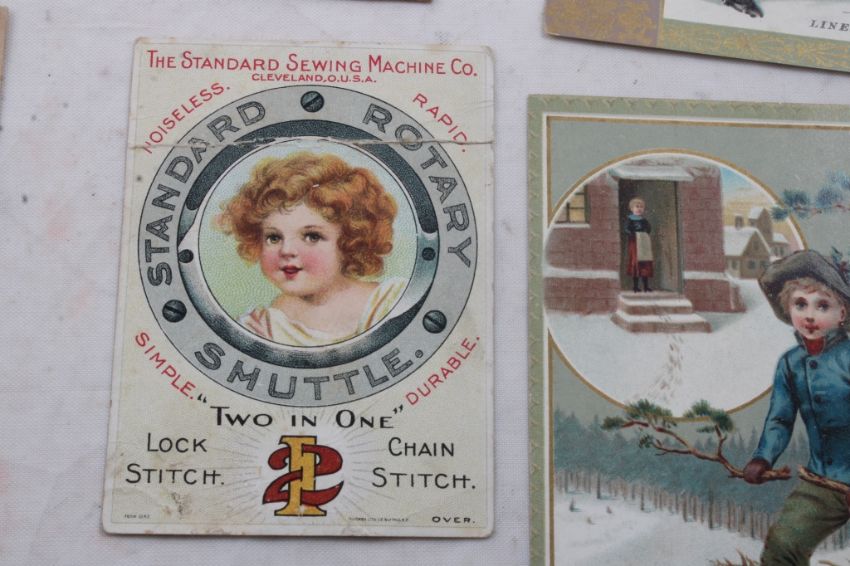 THE STANDARD SEWING MACHINE CO.
CLEVELAND,O.U.S.A.
NOISELESS.
RAPID.
STANDARD ROTARY
SHUTTLE.
SIMPLE.
DURABLE.
"TWO IN ONE"
LOCK STITCH.
2 1
CHAIN STITCH.
OVER.
LINE